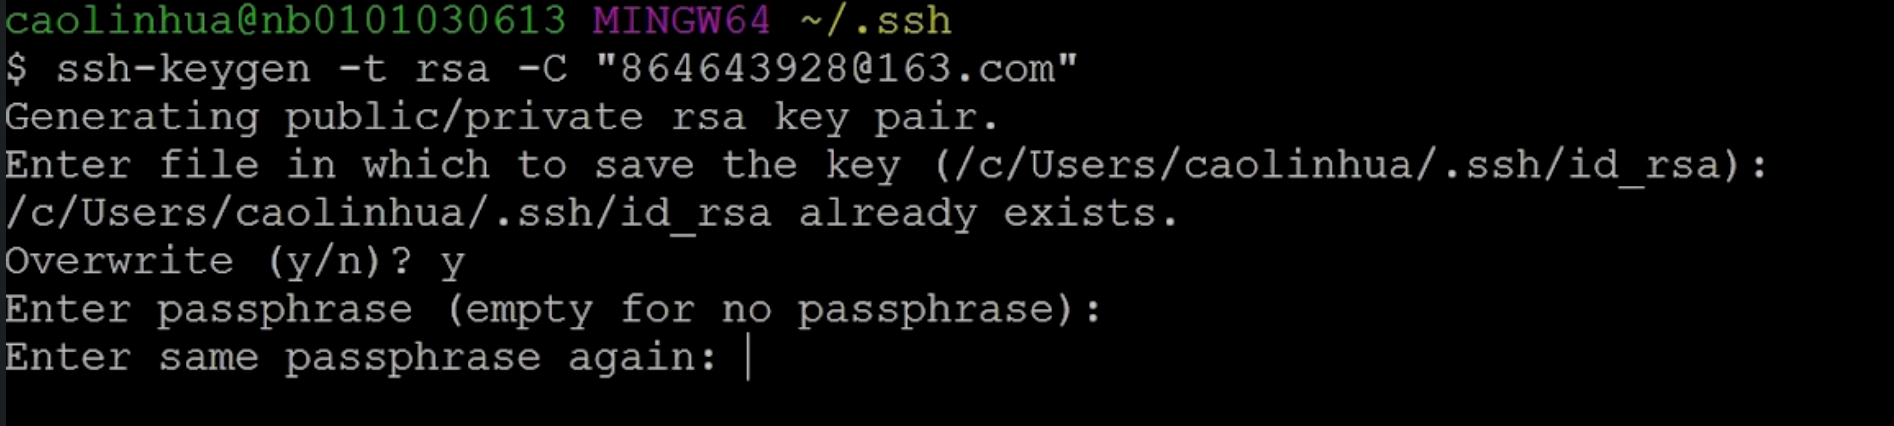 caolinhua@nb0101030613 MINGW64 ~/.ssh
$ ssh-keygen -t rsa -C "864643928@163.com"
Generating public/private rsa key pair.
Enter file in which to save the key (/c/Users/caolinhua/.ssh/id_rsa):
/c/Users/caolinhua/.ssh/id_rsa already exists.
Overwrite (y/n)? y
Enter passphrase (empty for no passphrase):
Enter same passphrase again: